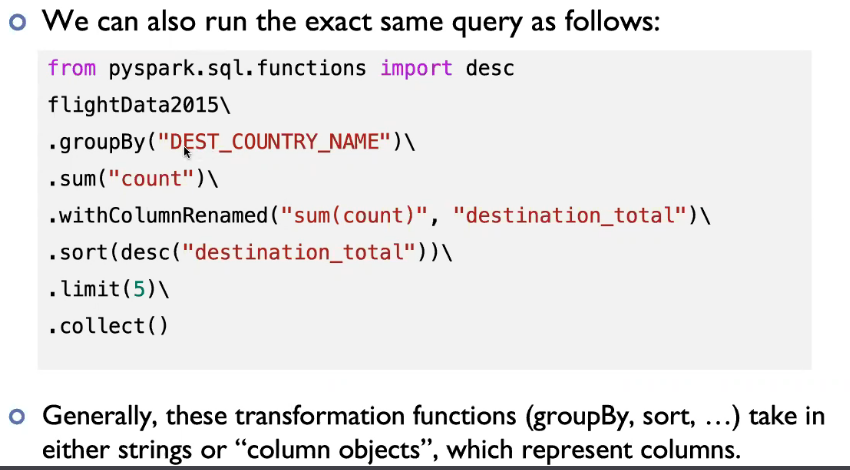 We can also run the exact same query as follows:
from pyspark.sql.functions import desc
flightData2015\
.groupBy("DEST_COUNTRY_NAME")\
.sum("count")\
.withColumnRenamed("sum(count)", "destination_total")\
.sort(desc("destination_total"))\
.limit(5)\
.collect()
Generally, these transformation functions (groupBy, sort, …) take in
either strings or “column objects”, which represent columns.